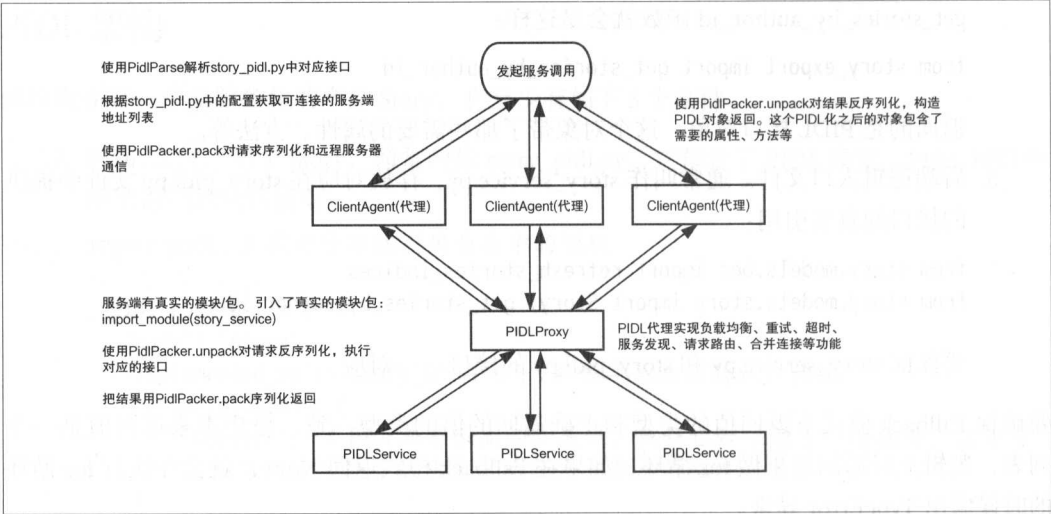 使用PidlParse解析story_pidl.py中对应接口
根据story_pidl.py中的配置获取可连接的服务端
地址列表
使用PidlPacker.pack对请求序列化和远程服务器
通信
发起服务调用
使用PidlPacker.unpack对结果反序列化，构造
PIDL对象返回。这个PIDL化之后的对象包含了
需要的属性、方法等
ClientAgent(代理)
ClientAgent(代理)
ClientAgent(代理)
服务端有真实的模块/包。 引入了真实的模块/包：
import_module(story_service)
使用PidlPacker.unpack对请求反序列化，执行
对应的接口
把结果用PidlPacker.pack序列化返回
PIDLProxy
PIDL代理实现负载均衡、重试、超时、
服务发现、请求路由、合并连接等功能
PIDLService
PIDLService
PIDLService